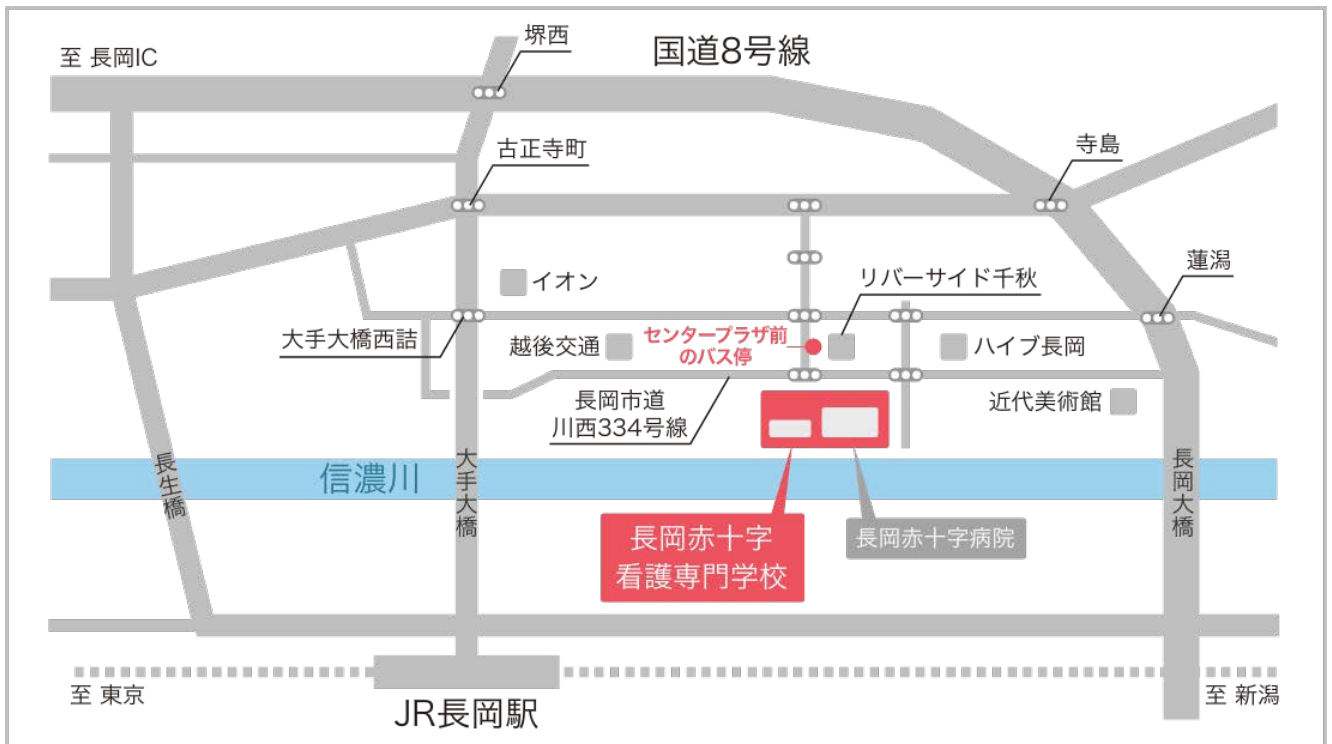 堺西
国道8号線
至 長岡IC
古正寺町
寺島
蓮潟
イオン
リバーサイド千秋
大手大橋西詰
越後交通
センタープラザ前
のバス停
ハイブ長岡
長岡市道
川西334号線
近代美術館
長生橋
信濃川
大手大橋
長岡大橋
長岡赤十字
看護専門学校
長岡赤十字病院
至 東京
JR長岡駅
至 新潟